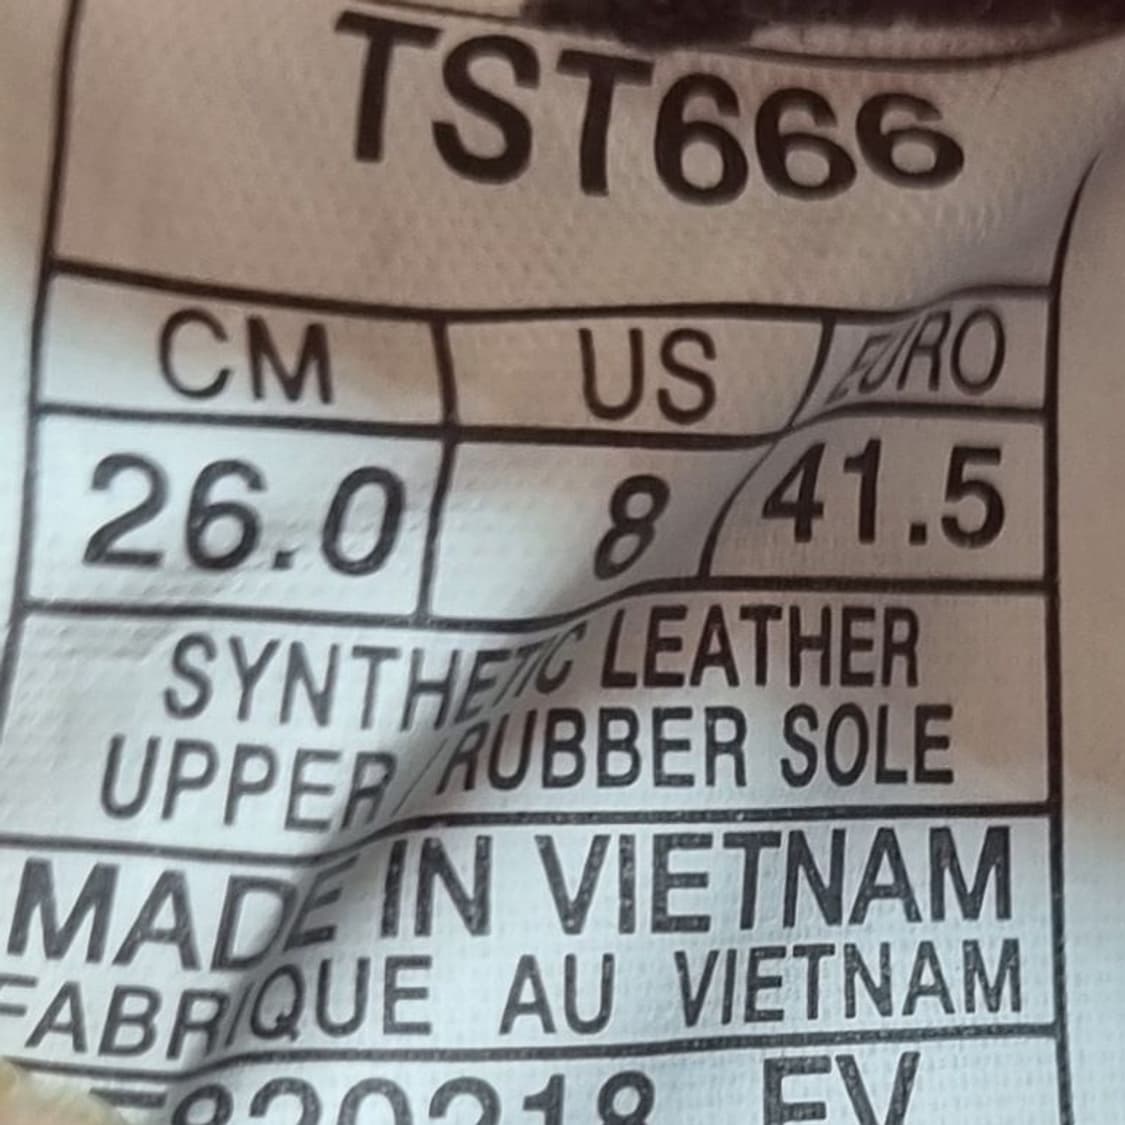 TST666
CM US EURO
26.0 8 41.5
SYNTHETIC LEATHER
UPPER/RUBBER SOLE
MADE IN VIETNAM
FABRIQUE AU VIETNAM